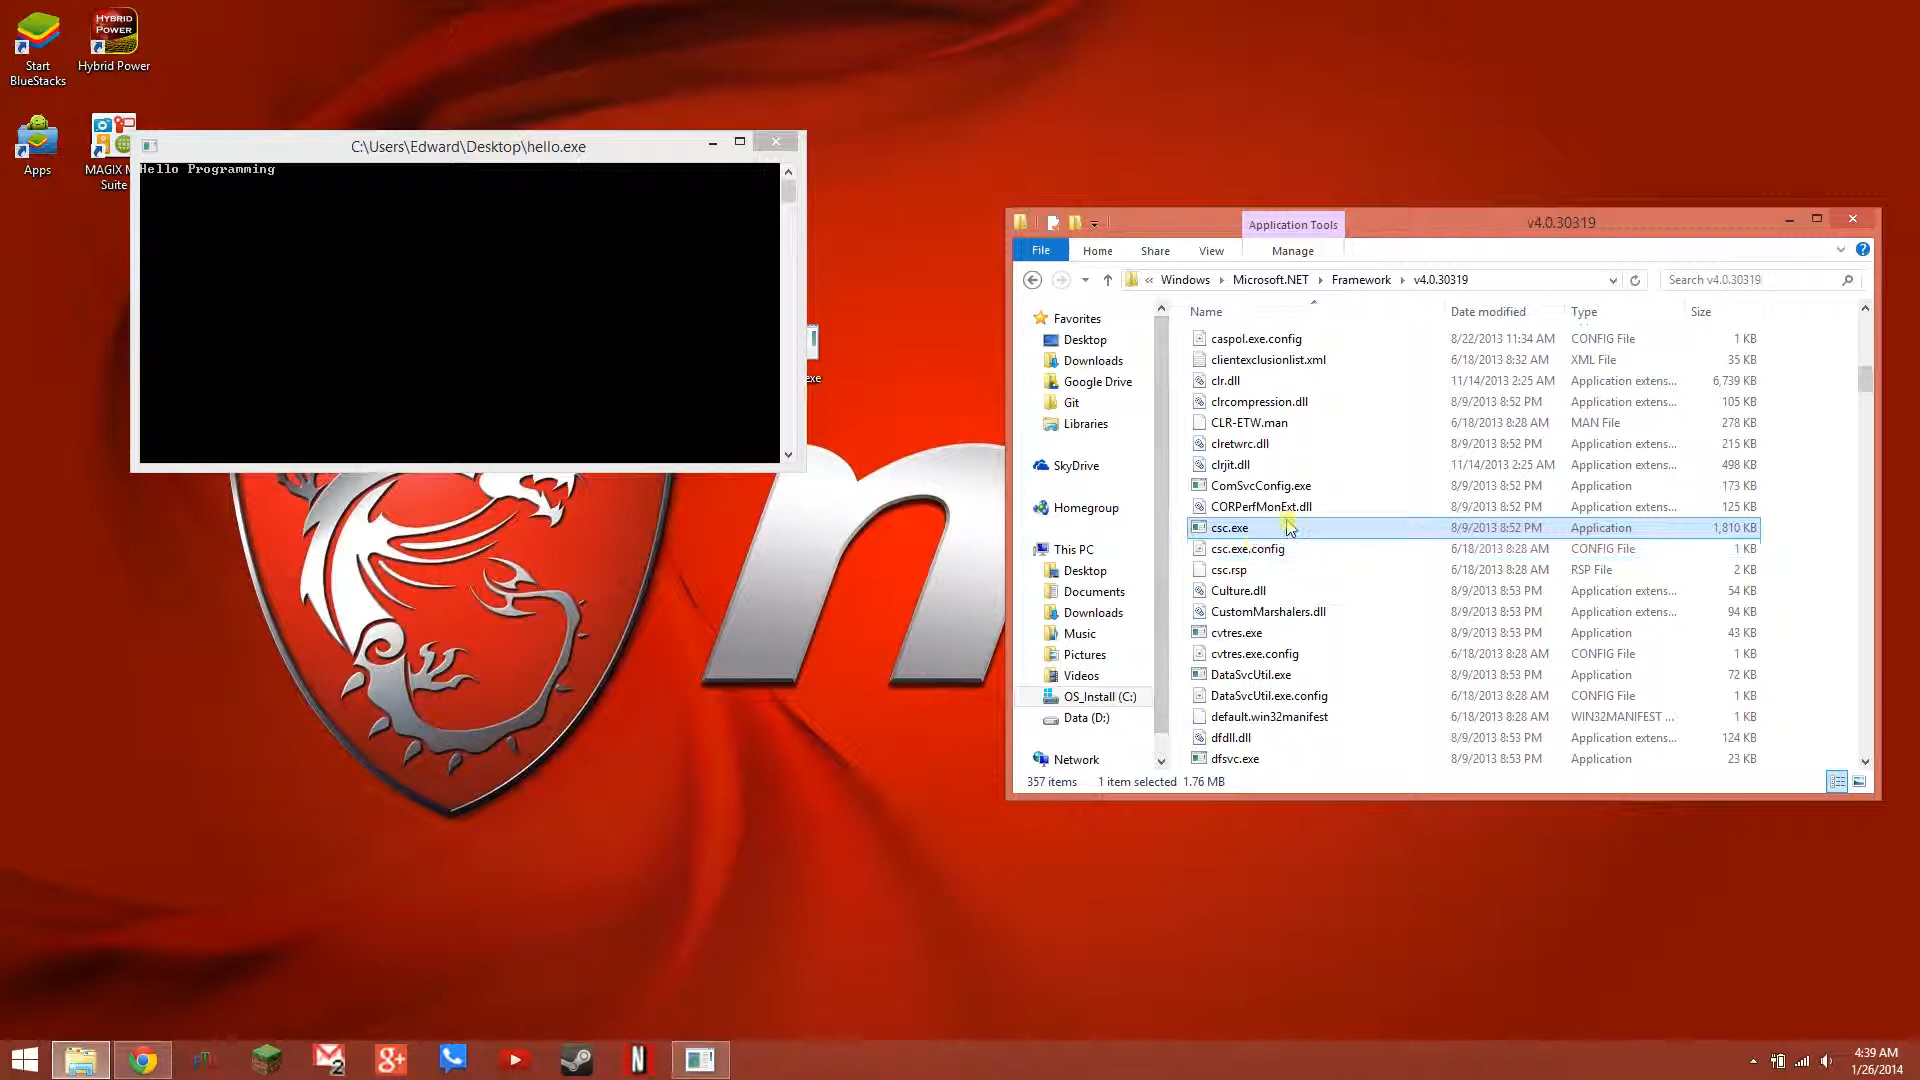 Start
BlueStacks
HYBRID
POWER
Hybrid Power
Apps
MAGIX M
Suite
C:\Users\Edward\Desktop\hello.exe
Hello Programming
exe
Application Tools
v4.0.30319
File
Home
Share
View
Manage
« Windows Microsoft.NET Framework v4.0.30319
Search v4.0.30319
Favorites
Desktop
Downloads
Google Drive
Git
Libraries
SkyDrive
Homegroup
This PC
Desktop
Documents
Downloads
Music
Pictures
Videos
OS_Install (C:)
Data (D:)
Network
Name Date modified Type Size
caspol.exe.config 8/22/2013 11:34 AM CONFIG File 1 KB
clientexclusionlist.xml 6/18/2013 8:32 AM XML File 35 KB
clr.dll 11/14/2013 2:25 AM Application extens... 6,739 KB
clrcompression.dll 8/9/2013 8:52 PM Application extens... 105 KB
CLR-ETW.man 6/18/2013 8:28 AM MAN File 278 KB
clretwrc.dll 8/9/2013 8:52 PM Application extens... 215 KB
clrjit.dll 11/14/2013 2:25 AM Application extens... 498 KB
ComSvcConfig.exe 8/9/2013 8:52 PM Application 173 KB
CORPerfMonExt.dll 8/9/2013 8:52 PM Application extens... 125 KB
csc.exe 8/9/2013 8:52 PM Application 1,810 KB
csc.exe.config 6/18/2013 8:28 AM CONFIG File 1 KB
csc.rsp 6/18/2013 8:28 AM RSP File 2 KB
Culture.dll 8/9/2013 8:53 PM Application extens... 54 KB
CustomMarshalers.dll 8/9/2013 8:53 PM Application extens... 94 KB
cvtres.exe 8/9/2013 8:53 PM Application 43 KB
cvtres.exe.config 6/18/2013 8:28 AM CONFIG File 1 KB
DataSvcUtil.exe 8/9/2013 8:53 PM Application 72 KB
DataSvcUtil.exe.config 6/18/2013 8:28 AM CONFIG File 1 KB
default.win32manifest 6/18/2013 8:28 AM WIN32MANIFEST ... 1 KB
dfdll.dll 8/9/2013 8:53 PM Application extens... 124 KB
dfsvc.exe 8/9/2013 8:53 PM Application 23 KB
357 items 1 item selected 1.76 MB
2
g+
N
4:39 AM
1/26/2014